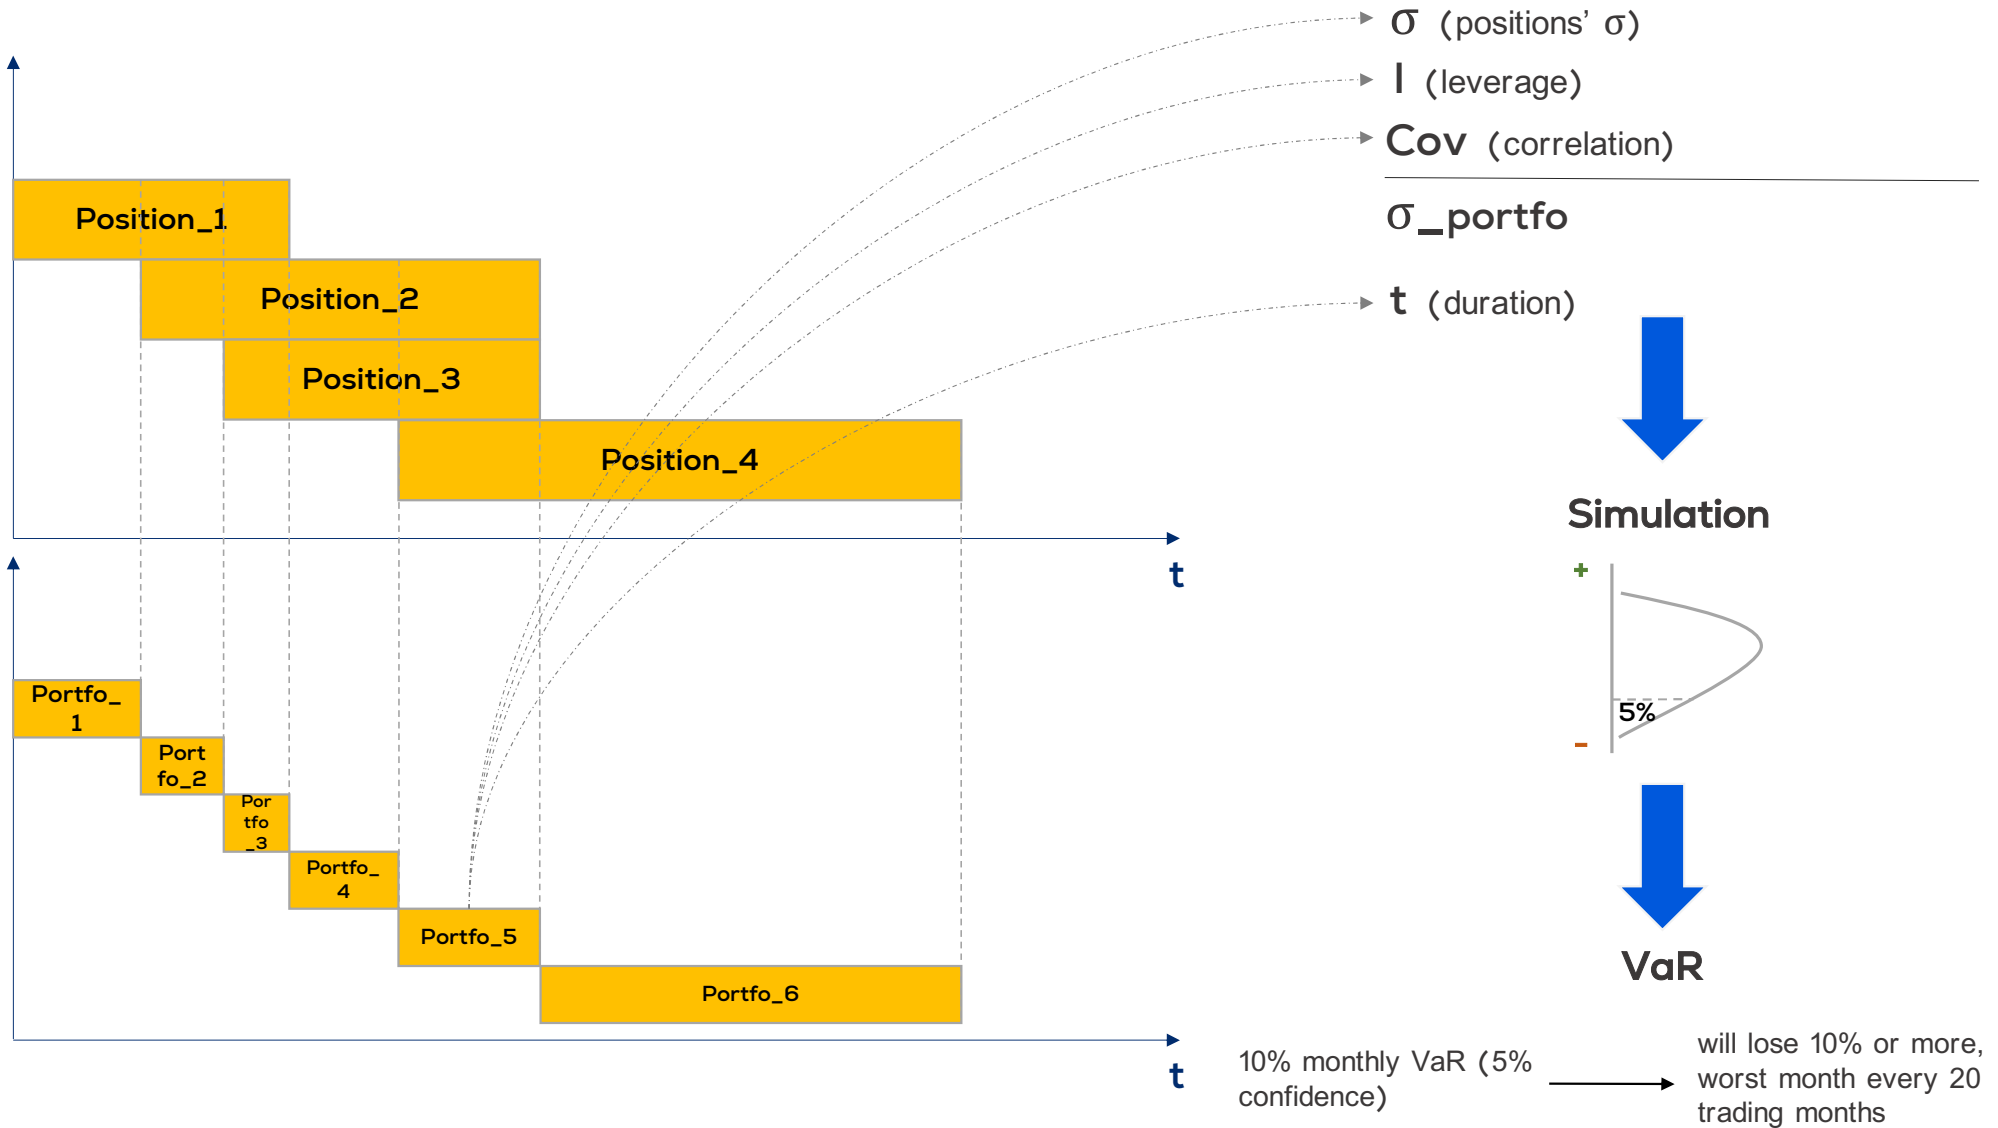 σ (positions’ σ)
l (leverage)
Cov (correlation)
σ_portfo
t (duration)
Position_1
Position_2
Position_3
Position_4
t
Simulation
+
5%
-
Portfo_
1
Port
fo_2
Por
tfo
_3
Portfo_
4
Portfo_5
Portfo_6
t
VaR
10% monthly VaR (5%
confidence)
will lose 10% or more,
worst month every 20
trading months